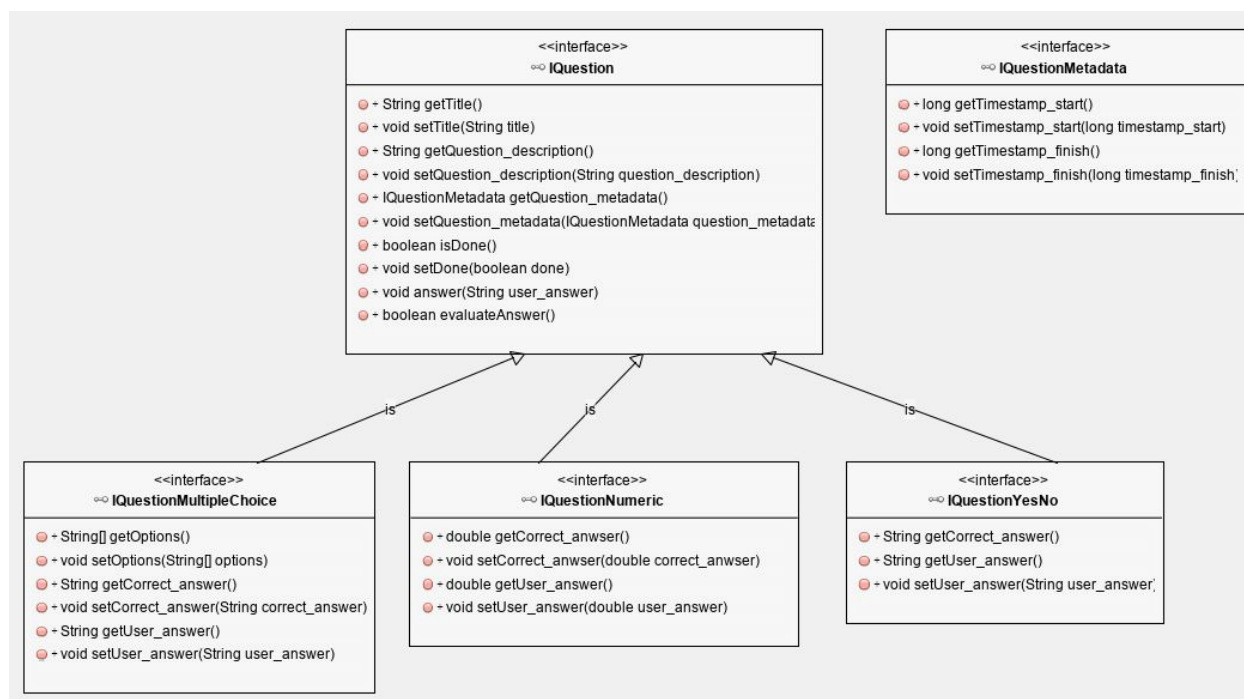 <<interface>>
IQuestion
+ String getTitle()
+ void setTitle(String title)
+ String getQuestion_description()
+ void setQuestion_description(String question_description)
+ IQuestionMetadata getQuestion_metadata()
+ void setQuestion_metadata(IQuestionMetadata question_metadata
+ boolean isDone()
+ void setDone(boolean done)
+ void answer(String user_answer)
+ boolean evaluateAnswer()
<<interface>>
IQuestionMetadata
+ long getTimestamp_start()
+ void setTimestamp_start(long timestamp_start)
+ long getTimestamp_finish()
+ void setTimestamp_finish(long timestamp_finish)
is
is
is
<<interface>>
IQuestionMultipleChoice
+ String[] getOptions()
+ void setOptions(String[] options)
+ String getCorrect_answer()
+ void setCorrect_answer(String correct_answer)
+ String getUser_answer()
+ void setUser_answer(String user_answer)
<<interface>>
IQuestionNumeric
+ double getCorrect_anwser()
+ void setCorrect_anwser(double correct_anwser)
+ double getUser_answer()
+ void setUser_answer(double user_answer)
<<interface>>
IQuestionYesNo
+ String getCorrect_answer()
+ String getUser_answer()
+ void setUser_answer(String user_answer)